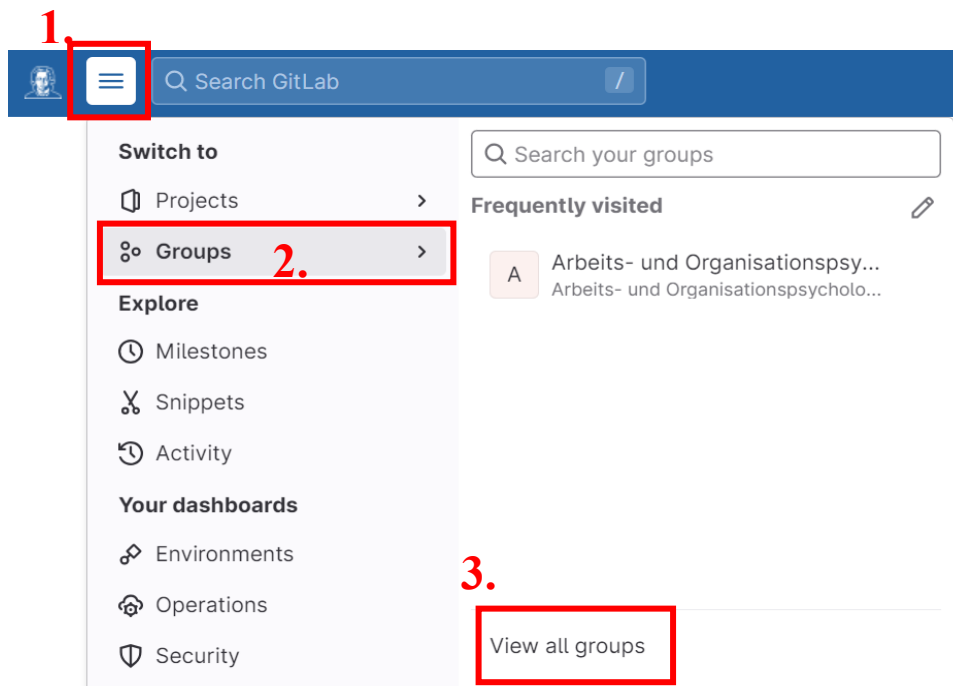 1.
Search GitLab /
Switch to
Projects
Groups 2.
Explore
Milestones
Snippets
Activity
Your dashboards
Environments
Operations
Security
Search your groups
Frequently visited
A
Arbeits- und Organisationspsy...
Arbeits- und Organisationspsycholo...
3.
View all groups